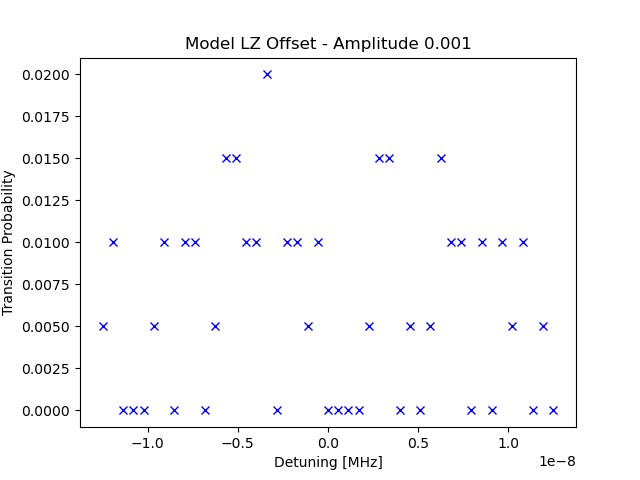 Model LZ Offset - Amplitude 0.001
Transition Probability
0.0200
0.0175
0.0150
0.0125
0.0100
0.0075
0.0050
0.0025
0.0000
−1.0 −0.5 0.0 0.5 1.0
1e−8
Detuning [MHz]